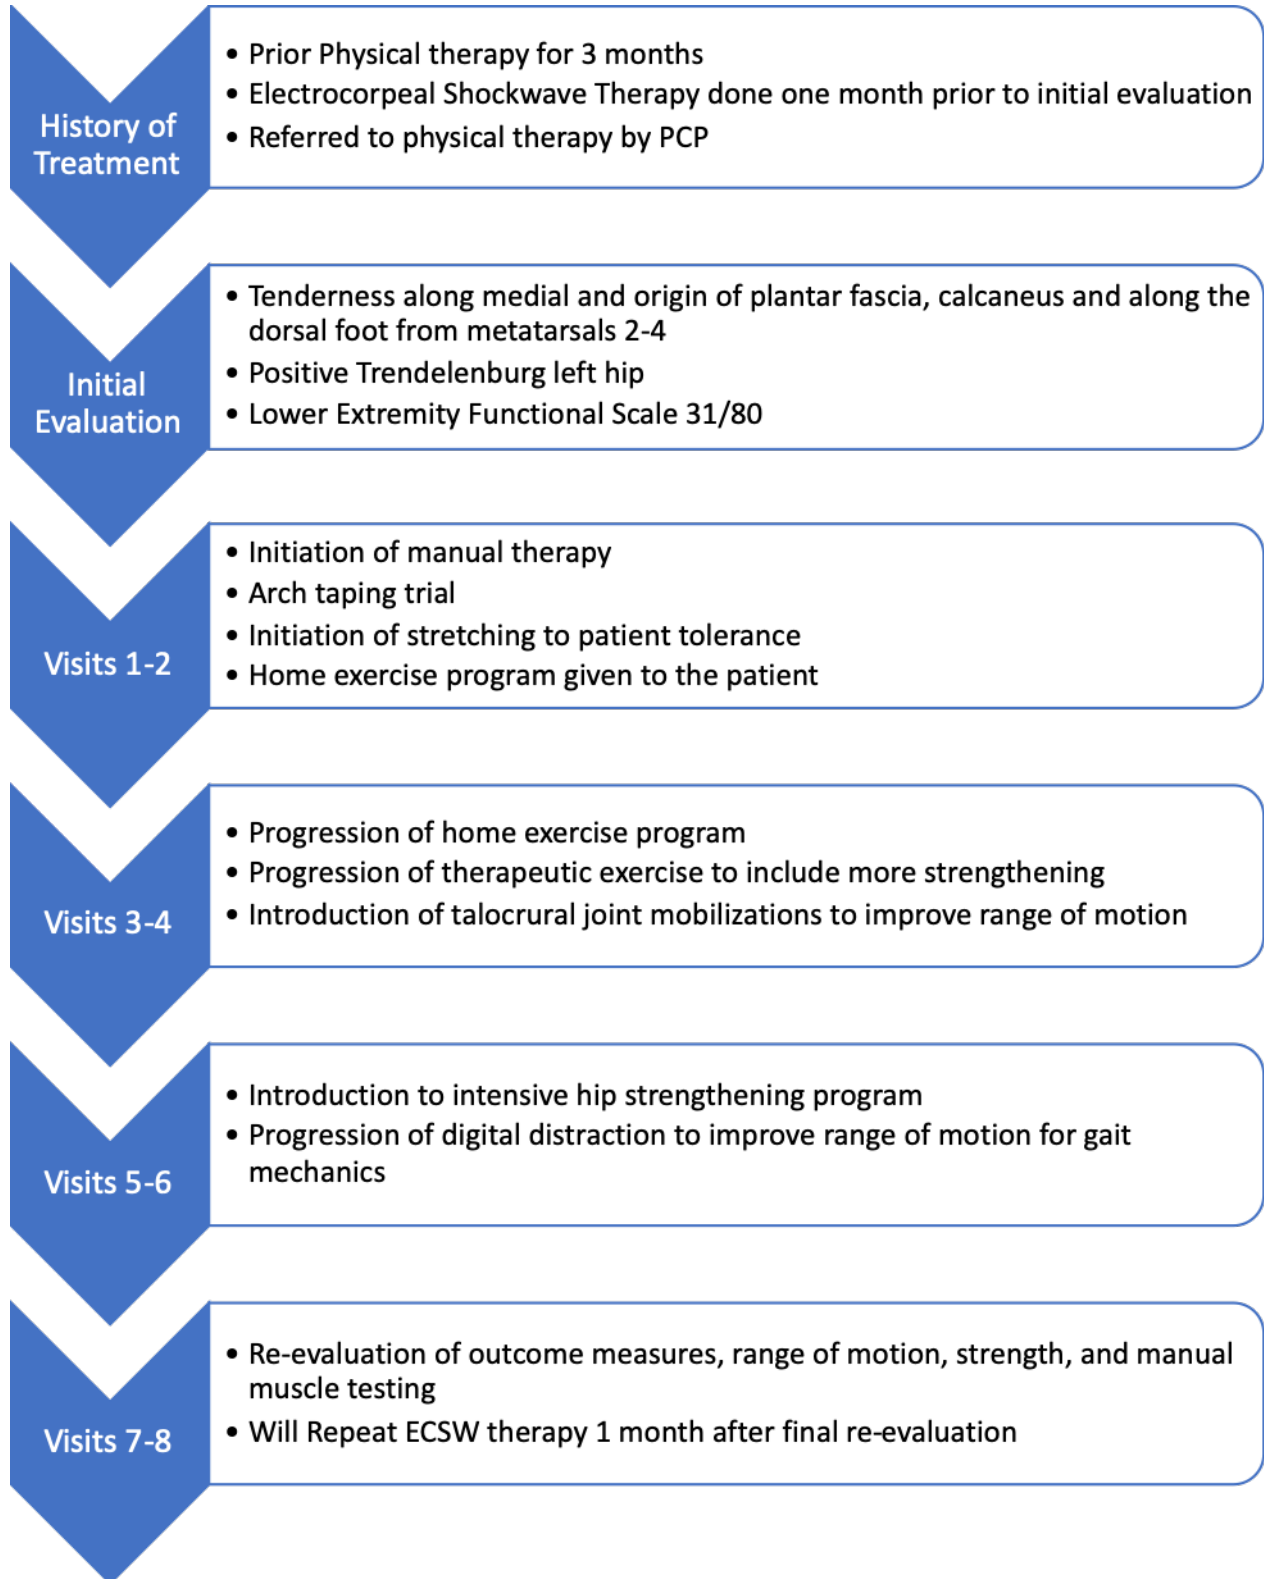 History of
Treatment
• Prior Physical therapy for 3 months
• Electrocorpeal Shockwave Therapy done one month prior to initial evaluation
• Referred to physical therapy by PCP
Initial
Evaluation
• Tenderness along medial and origin of plantar fascia, calcaneus and along the
dorsal foot from metatarsals 2-4
• Positive Trendelenburg left hip
• Lower Extremity Functional Scale 31/80
Visits 1-2
• Initiation of manual therapy
• Arch taping trial
• Initiation of stretching to patient tolerance
• Home exercise program given to the patient
Visits 3-4
• Progression of home exercise program
• Progression of therapeutic exercise to include more strengthening
• Introduction of talocrural joint mobilizations to improve range of motion
Visits 5-6
• Introduction to intensive hip strengthening program
• Progression of digital distraction to improve range of motion for gait
mechanics
Visits 7-8
• Re-evaluation of outcome measures, range of motion, strength, and manual
muscle testing
• Will Repeat ECSW therapy 1 month after final re-evaluation